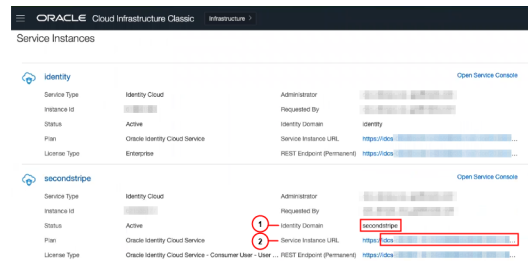 ORACLE Cloud Infrastructure Classic Infrastructure >
Service Instances
identity Open Service Console
Service Type Identity Cloud Administrator
Instance Id Requested By
Status Active Identity Domain identity
Plan Oracle Identity Cloud Service Service Instance URL https://idcs
License Type Enterprise REST Endpoint (Permanent) https://idcs
secondstripe Open Service Console
Service Type Identity Cloud Administrator
Instance Id Requested By
Status Active 1 Identity Domain secondstripe
Plan Oracle Identity Cloud Service 2 Service Instance URL https://idcs ...
License Type Oracle Identity Cloud Service - Consumer User - User ... REST Endpoint (Permanent) https://idcs ...